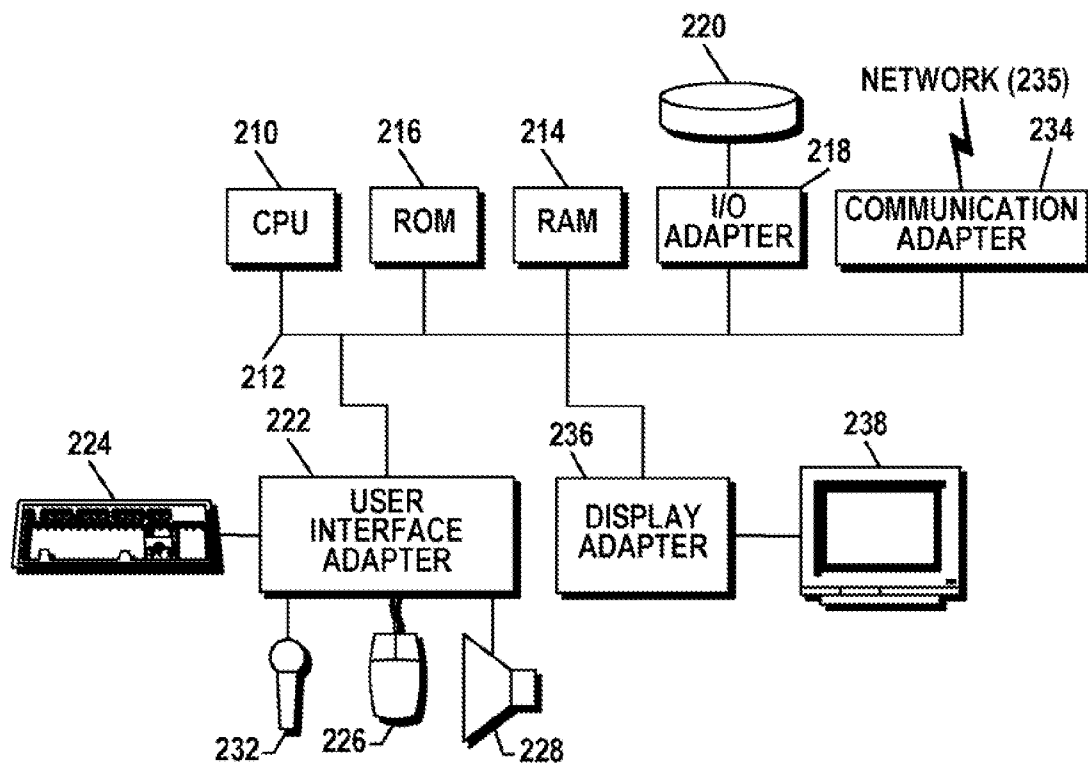 220
NETWORK (235)
210
216
214
218
234
CPU
ROM
RAM
I/O
ADAPTER
COMMUNICATION
ADAPTER
212
222
224
236
238
USER
INTERFACE
ADAPTER
DISPLAY
ADAPTER
232
226
228